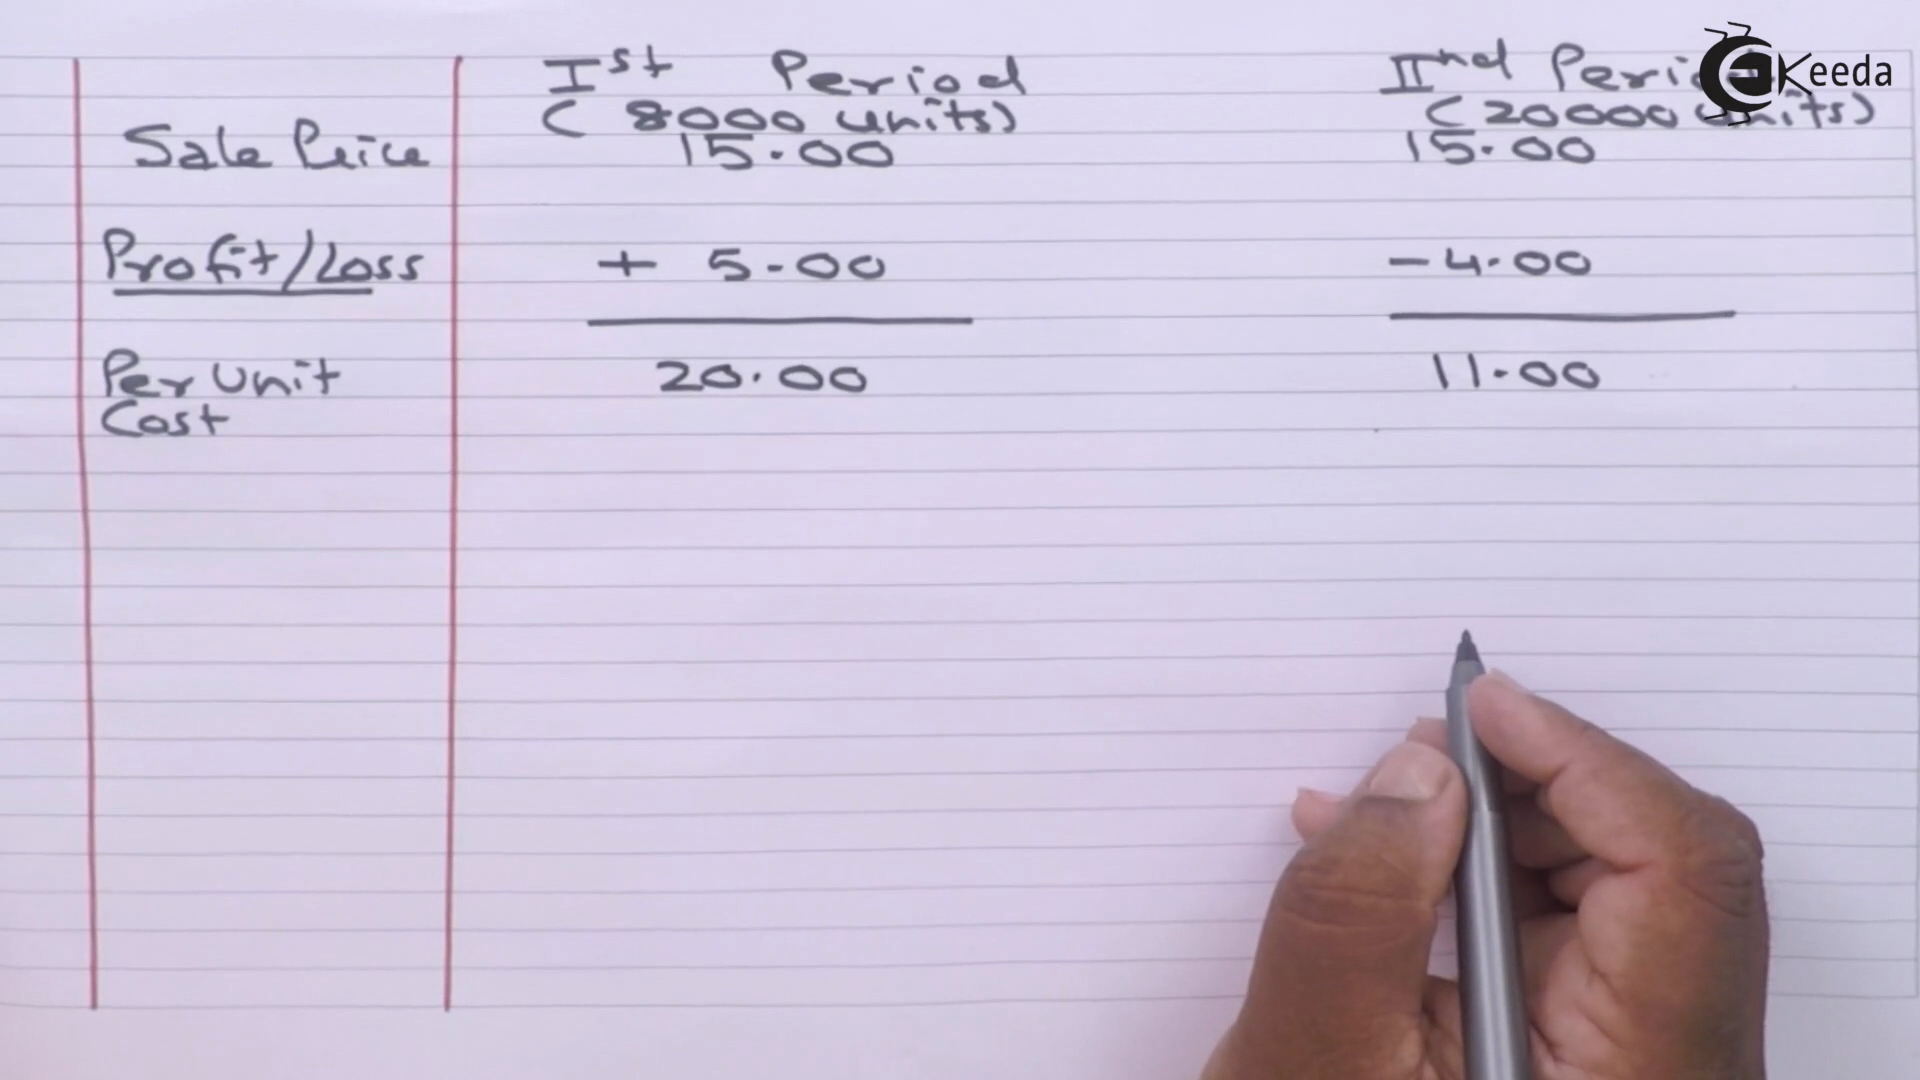 Ist Period IInd Period
(8000 units) (20000 units)
Sale Price 15.00 15.00
Profit/Loss + 5.00 - 4.00
Per Unit 20.00 11.00
Cost
Keeda